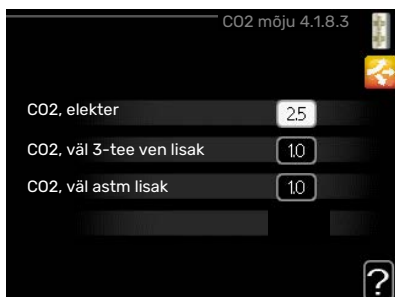 CO2 mõju 4.1.8.3
CO2, elekter 2.5
CO2, väl 3-tee ven lisak 1.0
CO2, väl astm lisak 1.0
?